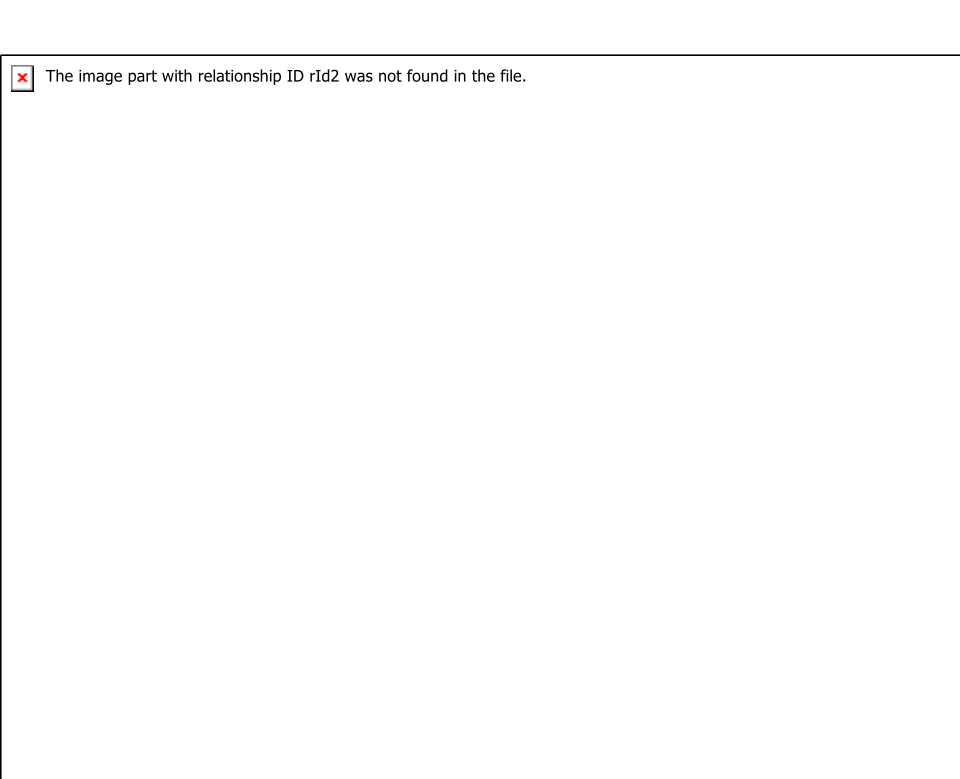 The image part with relationship ID rId2 was not found in the file.